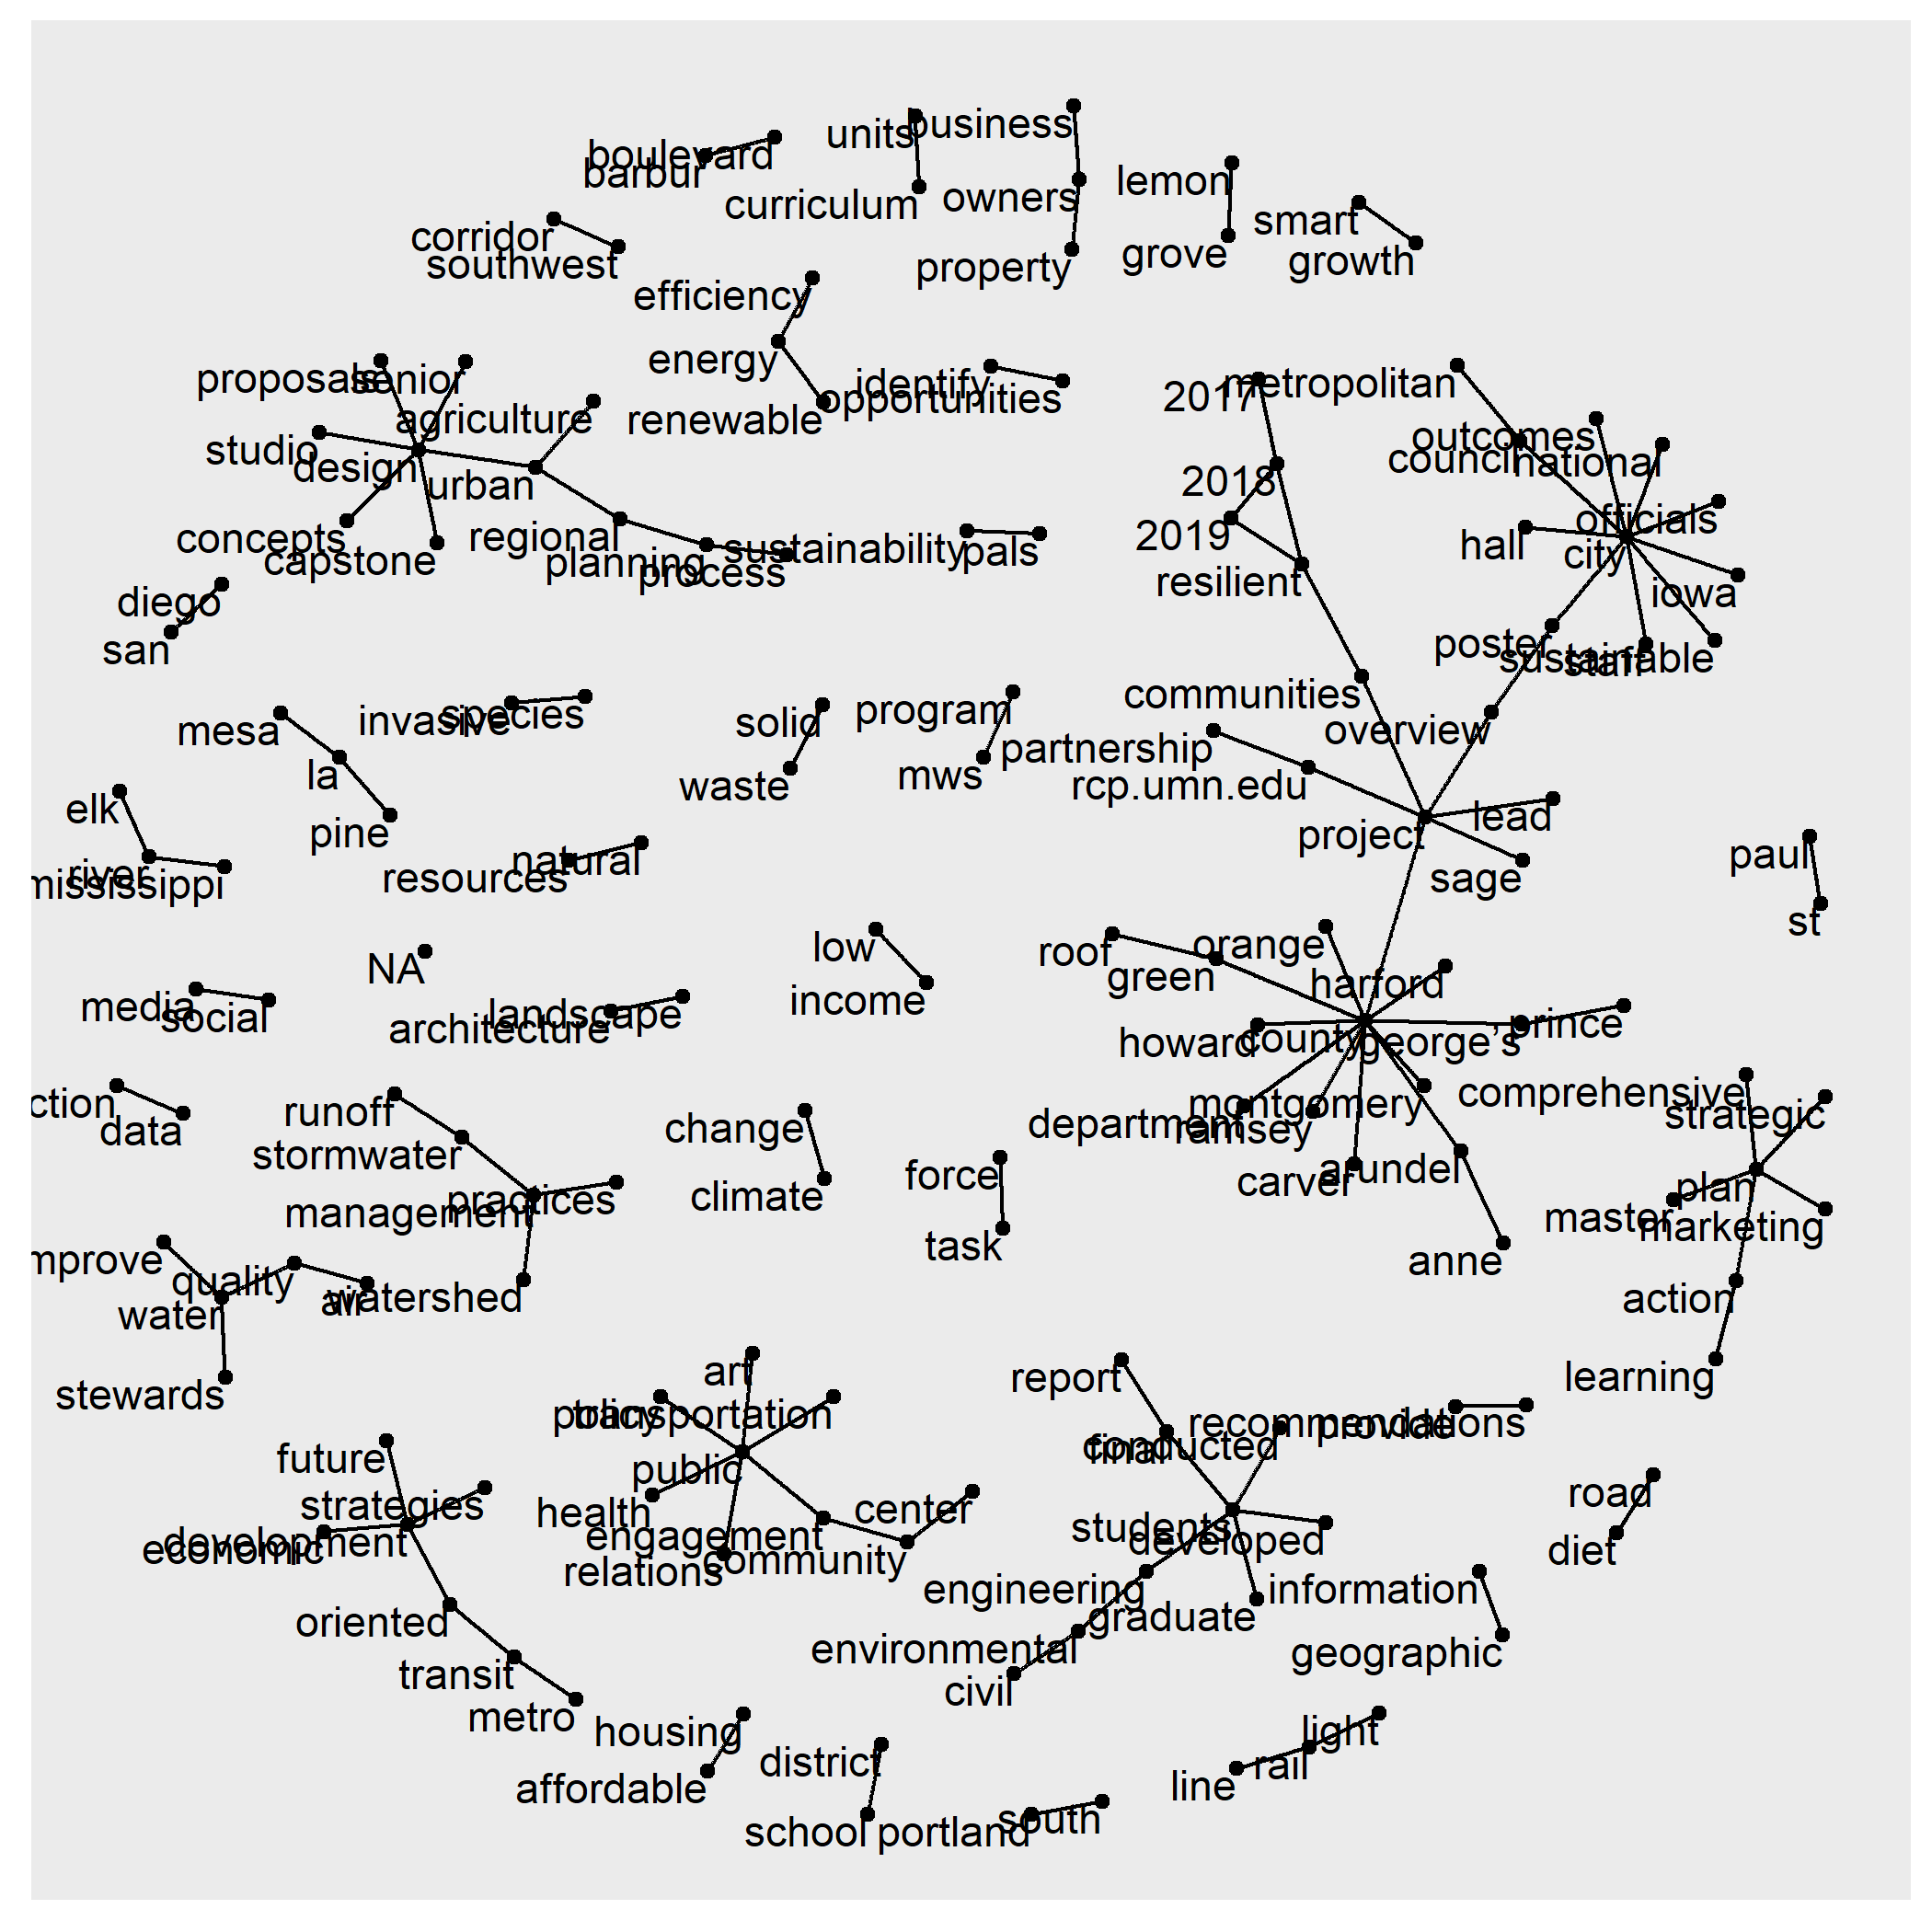 units
business
boulevard
barbur
lemon
owners
curriculum
smart
corridor
grove
growth
southwest
property
efficiency
energy
proposals
senior
identify
metropolitan
2017
opportunities
agriculture
renewable
outcomes
studio
design
council
national
urban
2018
officials
regional
2019
concepts
hall
sustainability
pals
city
capstone
planning
process
resilient
iowa
diego
san
poster
sustainable
staff
communities
invasive
species
program
solid
mesa
overview
partnership
la
mws
waste
rcp.umn.edu
elk
lead
pine
project
paul
natural
river
resources
sage
mississippi
st
low
orange
roof
NA
green
harford
income
media
social
landscape
architecture
prince
howard
county
george’s
ction
comprehensive
montgomery
runoff
strategic
department
change
data
ramsey
stormwater
force
arundel
carver
plan
climate
practices
management
master
marketing
task
mprove
anne
quality
watershed
air
action
water
art
learning
report
stewards
policy
transportation
recommendations
provide
conducted
final
future
public
center
road
strategies
health
students
engagement
developed
development
economic
diet
community
relations
engineering
information
graduate
oriented
environmental
geographic
transit
civil
metro
housing
light
district
rail
affordable
line
south
school
portland